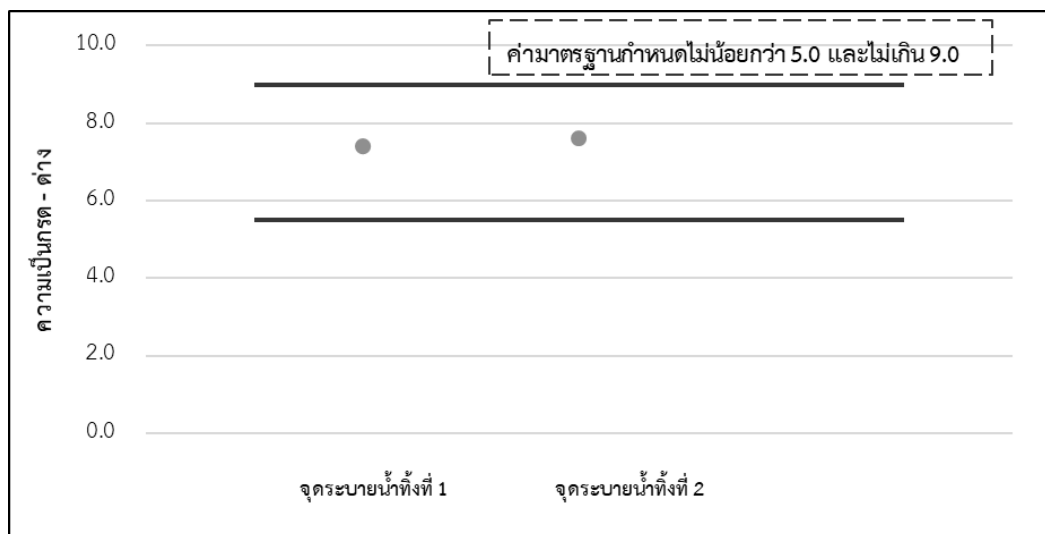 10.0
ค่ามาตรฐานกำหนดไม่น้อยกว่า 5.0 และไม่เกิน 9.0
8.0
6.0
4.0
2.0
0.0
ความเป็นกรด - ด่าง
จุดระบายน้ำทิ้งที่ 1
จุดระบายน้ำทิ้งที่ 2